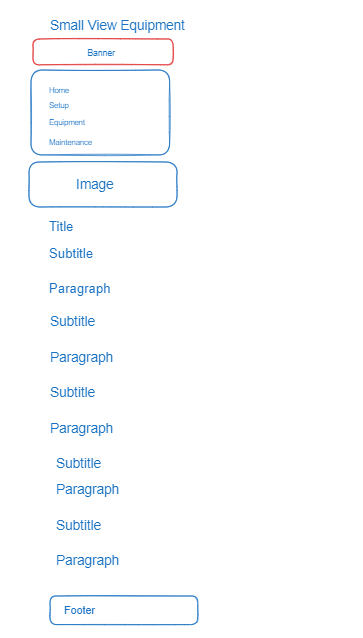 Small View Equipment
Banner
Home
Setup
Equipment
Maintenance
Image
Title
Subtitle
Paragraph
Subtitle
Paragraph
Subtitle
Paragraph
Subtitle
Paragraph
Subtitle
Paragraph
Footer